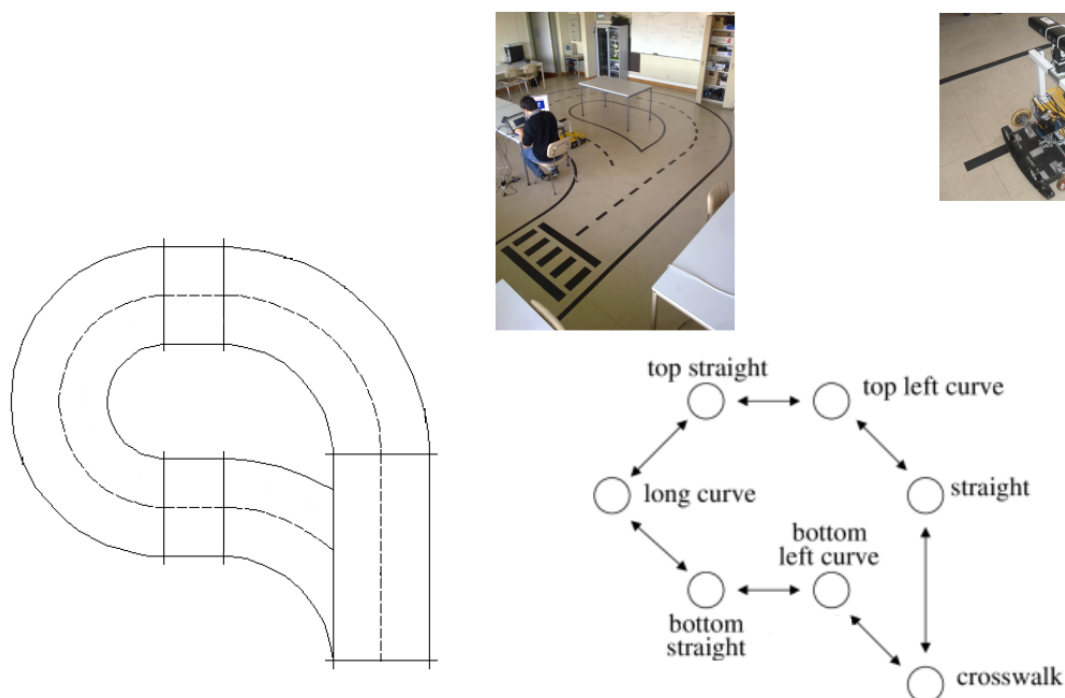 top straight
top left curve
long curve
straight
bottom
left curve
bottom
straight
crosswalk